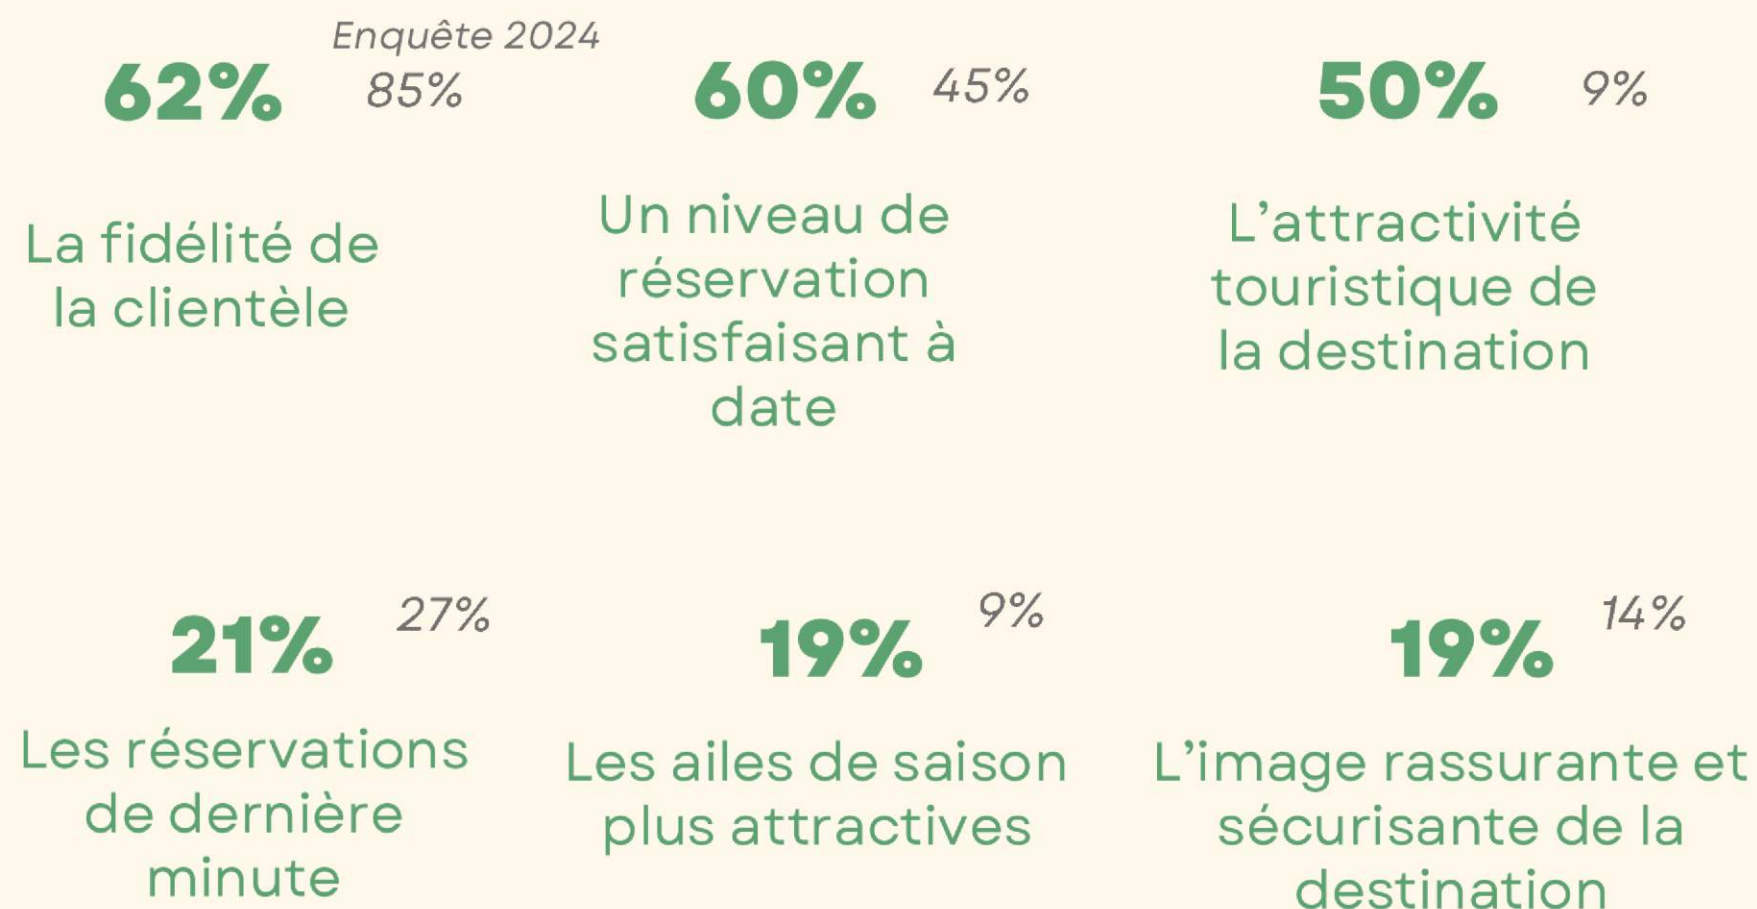 Enquête 2024
62% 85%
La fidélité de
la clientèle
60% 45%
Un niveau de
réservation
satisfaisant à
date
50% 9%
L'attractivité
touristique de
la destination
21% 27%
Les réservations
de dernière
minute
19% 9%
Les ailes de saison
plus attractives
19% 14%
L'image rassurante et
sécurisante de la
destination